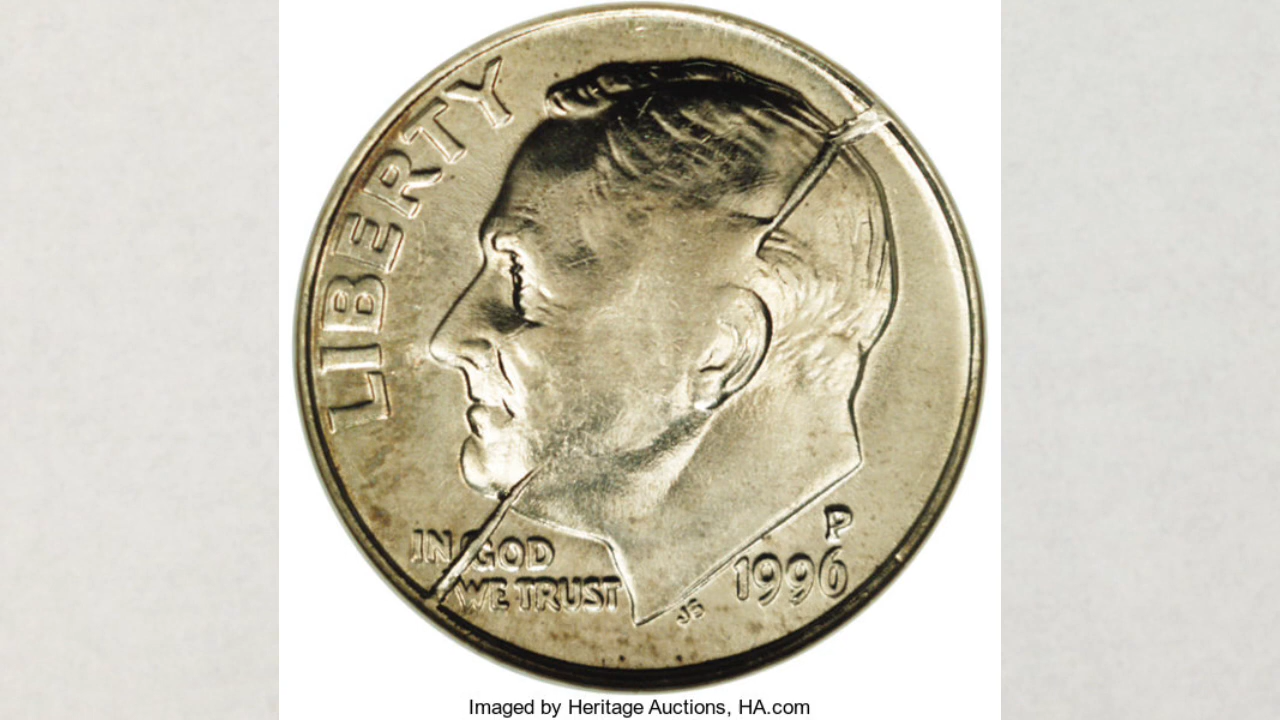 LIBERTY
IN GOD
WE TRUST
JS
P
1996
Imaged by Heritage Auctions, HA.com